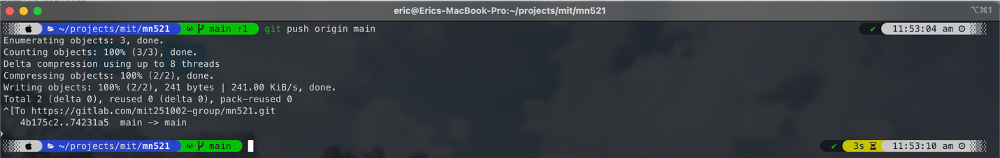 eric@Erics-MacBook-Pro:~/projects/mit/mn521 ⌥⌘1
~/projects/mit/mn521 main ↑1 git push origin main ✔ 11:53:04 am
Enumerating objects: 3, done.
Counting objects: 100% (3/3), done.
Delta compression using up to 8 threads
Compressing objects: 100% (2/2), done.
Writing objects: 100% (2/2), 241 bytes | 241.00 KiB/s, done.
Total 2 (delta 0), reused 0 (delta 0), pack-reused 0
^[To https://gitlab.com/mit251002-group/mn521.git
4b175c2..74231a5 main -> main
~/projects/mit/mn521 main ✔ 3s 11:53:10 am